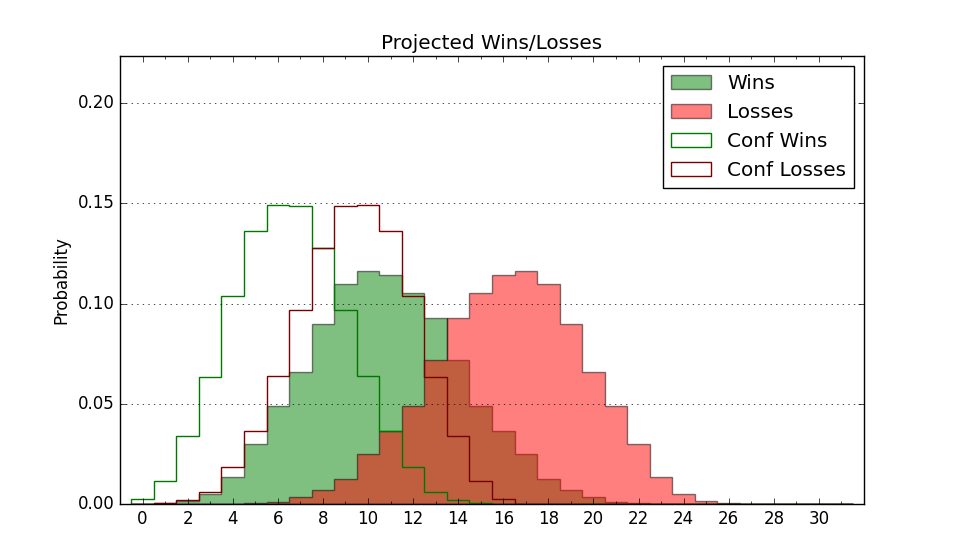 Projected Wins/Losses
Wins
Losses
Conf Wins
Conf Losses
Probability
0.20
0.15
0.10
0.05
0.00
0 2 4 6 8 10 12 14 16 18 20 22 24 26 28 30